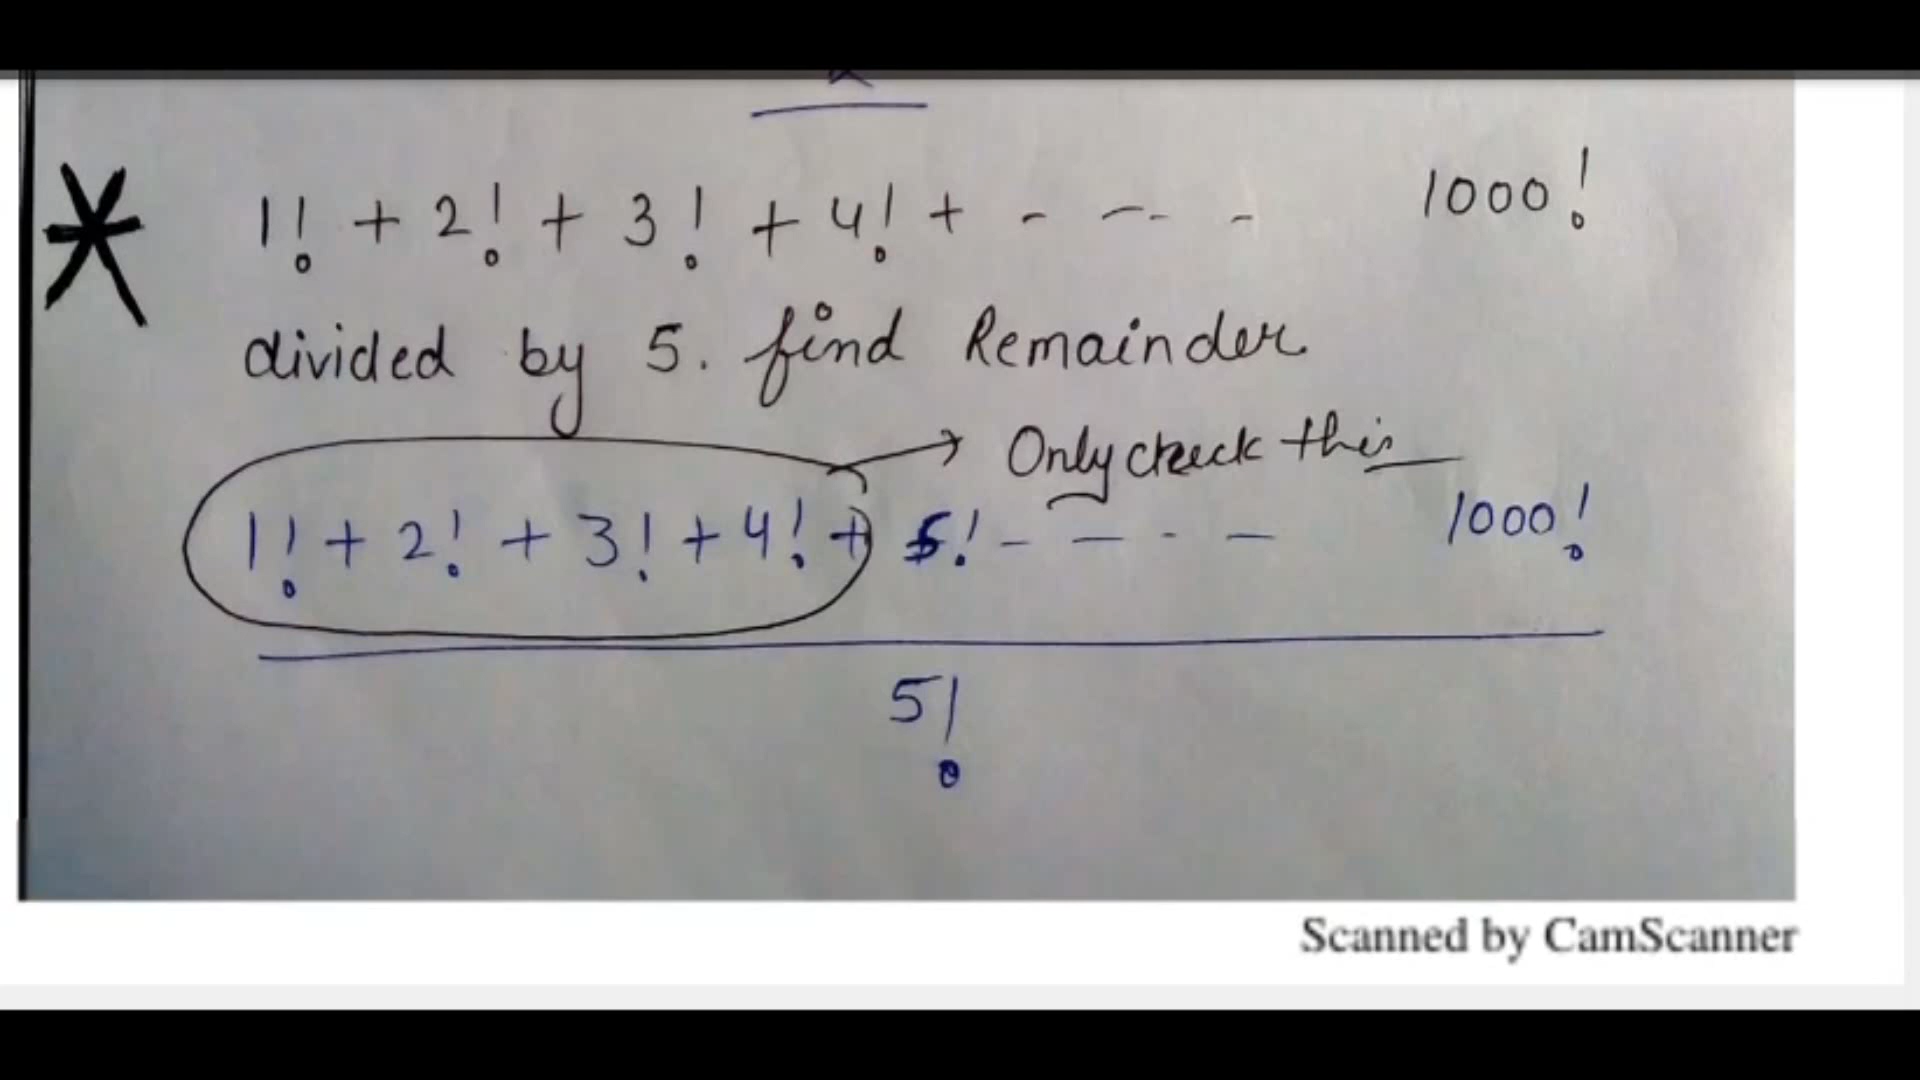 1! + 2! + 3! + 4! + - -- - 1000!
divided by 5. find Remainder
→ Only check this
1! + 2! + 3! + 4! + 5! - - - - 1000!
5!
Scanned by CamScanner